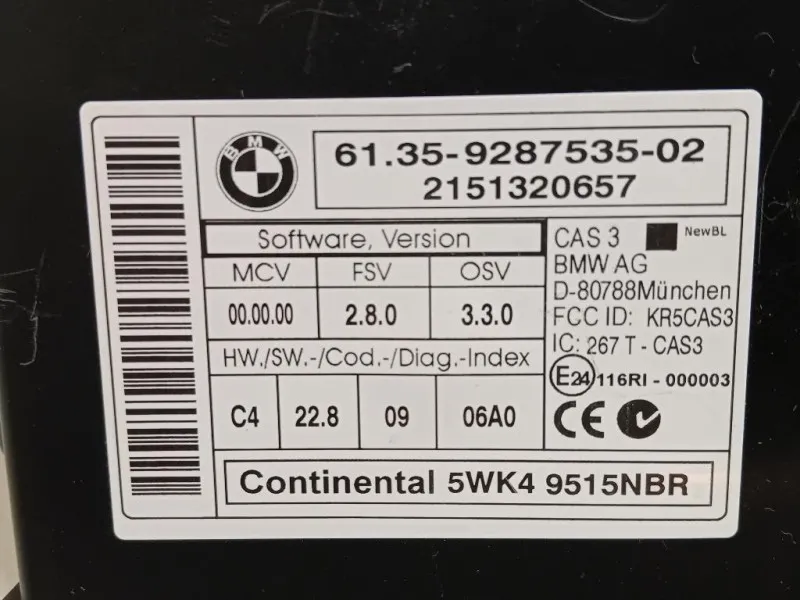 BMW
61.35-9287535-02
2151320657
Software, Version
MCV FSV OSV
00.00.00 2.8.0 3.3.0
HW./SW.-/Cod.-/Diag.-Index
C4 22.8 09 06A0
CAS 3 NewBL
BMW AG
D-80788München
FCC ID: KR5CAS3
IC: 267 T - CAS3
E24 116RI - 000003
CE
Continental 5WK4 9515NBR